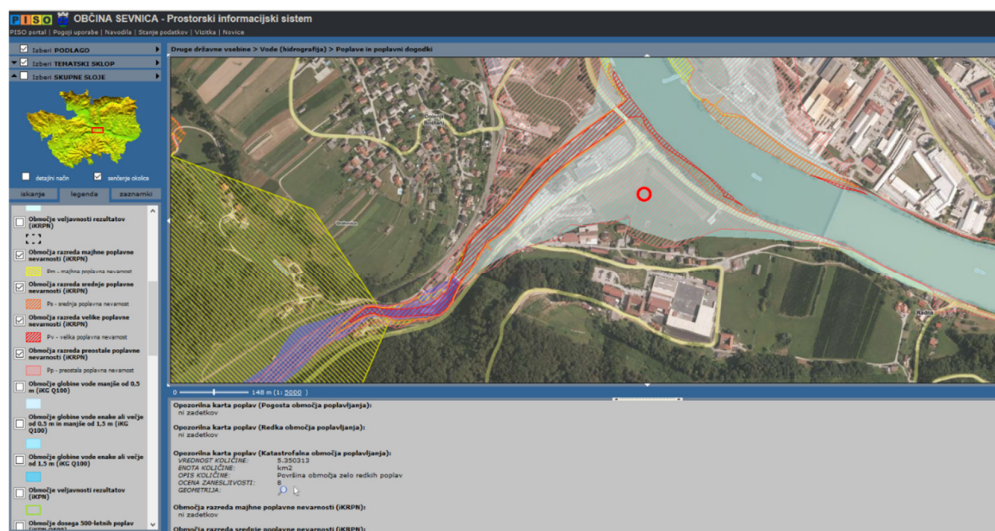 PISO OBČINA SEVNICA - Prostorski informacijski sistem
PISO portal | Pogoji uporabe | Navodila | Stanje podatkov | Vizitka | Novice
Izberi PODLAGO
Izberi TEMATSKI SKLOP
Izberi SKUPNE SLOJE
detajlni način
senčenje okolice
iskanje
legenda
zaznamki
Območje veljavnosti rezultatov
(iKRPN)
Območja razreda majhne poplavne
nevarnosti (iKRPN)
Pm - majhna poplavna nevarnost
Območja razreda srednje poplavne
nevarnosti (iKRPN)
Ps - srednja poplavna nevarnost
Območja razreda velike poplavne
nevarnosti (iKRPN)
Pv - velika poplavna nevarnost
Območja razreda preostale poplavne
nevarnosti (iKRPN)
Pp - preostala poplavna nevarnost
Območje globine vode manjše od 0,5
m (iKG Q100)
Območje globine vode enake ali večje
od 0,5 m in manjše od 1,5 m (iKG
Q100)
Območje globine vode enake ali večje
od 1,5 m (iKG Q100)
Območje veljavnosti rezultatov
(iKPN)
Območje dosega 500-letnih poplav
Druge državne vsebine > Vode (hidrografija) > Poplave in poplavni dogodki
Radna
0
148 m (1: 5000 )
Opozorilna karta poplav (Pogosta območja poplavljanja):
ni zadetkov
Opozorilna karta poplav (Redka območja poplavljanja):
ni zadetkov
Opozorilna karta poplav (Katastrofalna območja poplavljanja):
VREDNOST KOLIČINE: 5.350313
ENOTA KOLIČINE: km2
OPIS KOLIČINE: Površina območja zelo redkih poplav
OCENA ZANESLJIVOSTI: 8
GEOMETRIJA:
Območja razreda majhne poplavne nevarnosti (iKRPN):
ni zadetkov
Območja razreda srednje poplavne nevarnosti (iKRPN):